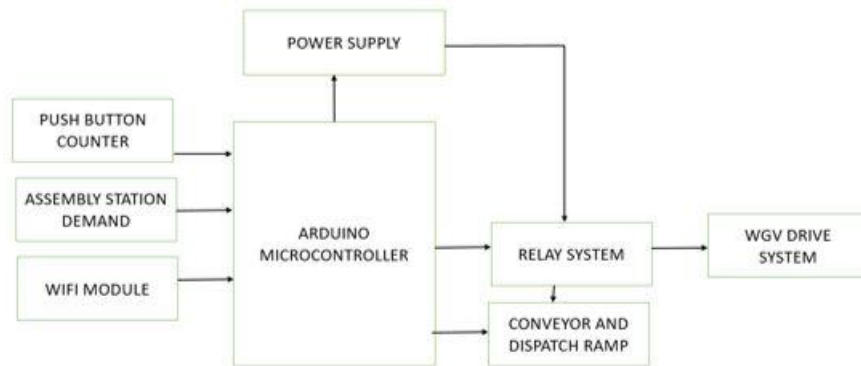 POWER SUPPLY
PUSH BUTTON
COUNTER
ASSEMBLY STATION
DEMAND
WIFI MODULE
ARDUINO
MICROCONTROLLER
RELAY SYSTEM
WGV DRIVE
SYSTEM
CONVEYOR AND
DISPATCH RAMP